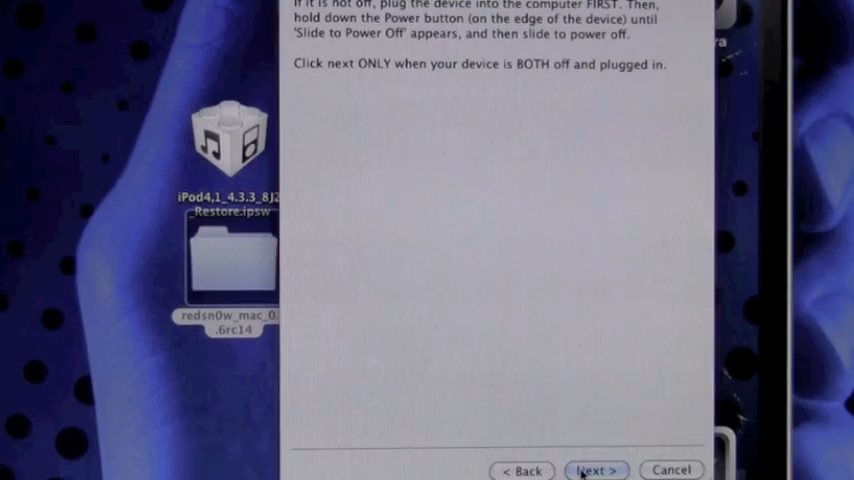 If it is not off, plug the device into the computer FIRST. Then,
hold down the Power button (on the edge of the device) until
'Slide to Power Off' appears, and then slide to power off.
Click next ONLY when your device is BOTH off and plugged in.
ra
iPod4,1_4.3.3_8J2
_Restore.ipsw
redsn0w_mac_0.
.6rc14
< Back
Next >
Cancel